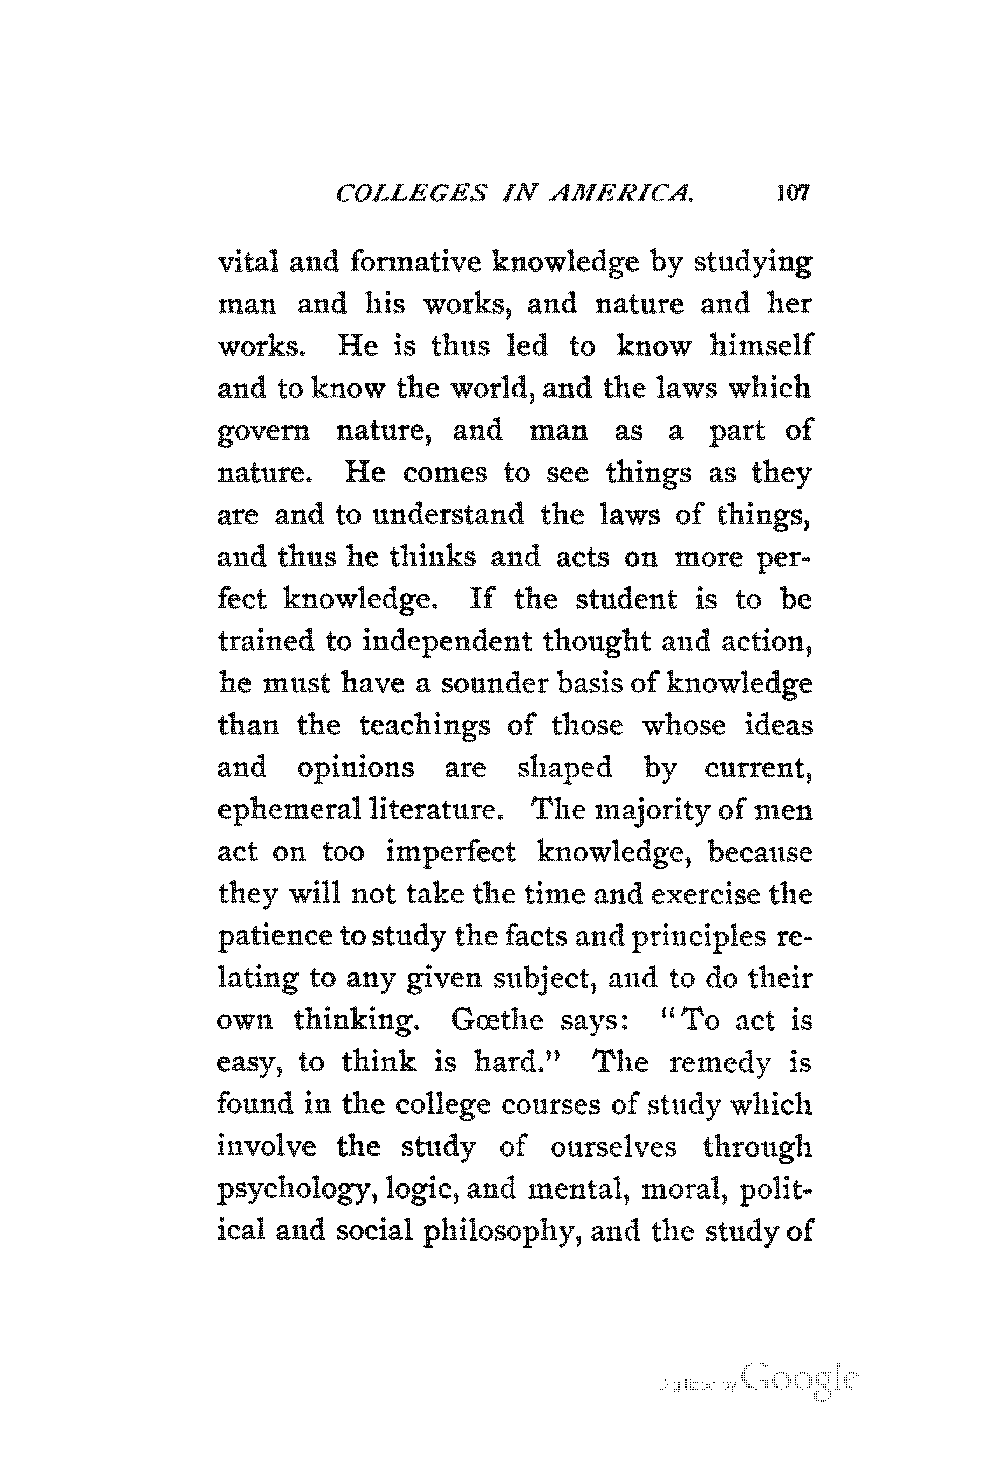 COLLEGES IN AMERICA. 107
vital and formative knowledge by studying
man and his works, and nature and her
works. He is thus led to know himself
and to know the world, and the laws which
govern nature, and man as a part of
nature. He comes to see things as they
are and to understand the laws of things,
and thus he thinks and acts on more per-
fect knowledge. If the student is to be
trained to independent thought and action,
he must have a sounder basis of knowledge
than the teachings of those whose ideas
and opinions are shaped by current,
ephemeral literature. The majority of men
act on too imperfect knowledge, because
they will not take the time and exercise the
patience to study the facts and principles re-
lating to any given subject, and to do their
own thinking. Gœthe says: “To act is
easy, to think is hard.” The remedy is
found in the college courses of study which
involve the study of ourselves through
psychology, logic, and mental, moral, polit-
ical and social philosophy, and the study of
Digitized by Google